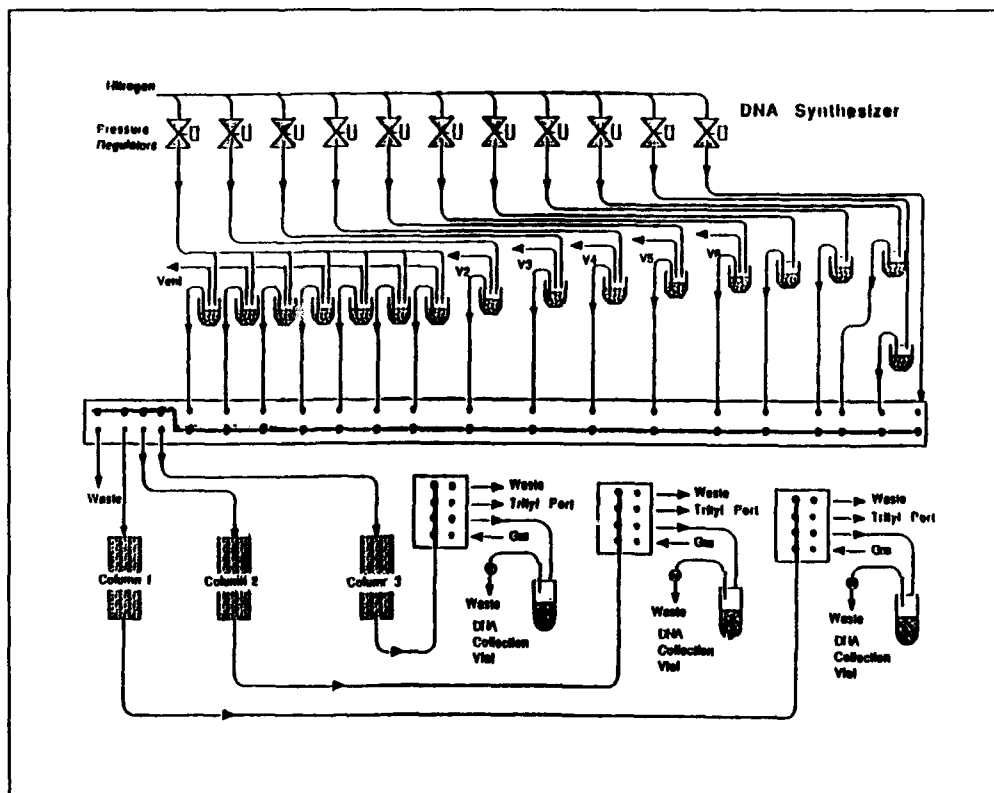 Nitrogen
DNA Synthesizer
Pressure
Regulators
Vent
V2
V3
V4
V5
V6
Waste
Column 1
Column 2
Column 3
Waste
Trityl Port
Gas
Waste
DNA
Collection
Vial
Waste
Trityl Port
Gas
Waste
DNA
Collection
Vial
Waste
Trityl Port
Gas
Waste
DNA
Collection
Vial